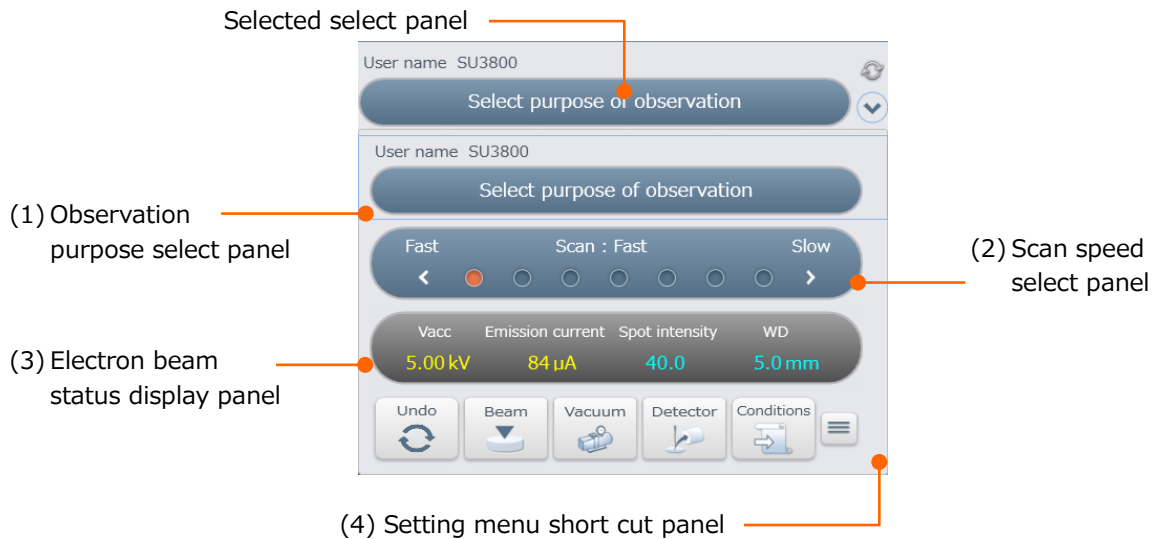 Selected select panel
User name SU3800
Select purpose of observation
User name SU3800
Select purpose of observation
(1) Observation
purpose select panel
Fast Scan : Fast Slow
(2) Scan speed
select panel
Vacc Emission current Spot intensity WD
5.00 kV 84 µA 40.0 5.0 mm
(3) Electron beam
status display panel
Undo Beam Vacuum Detector Conditions
(4) Setting menu short cut panel